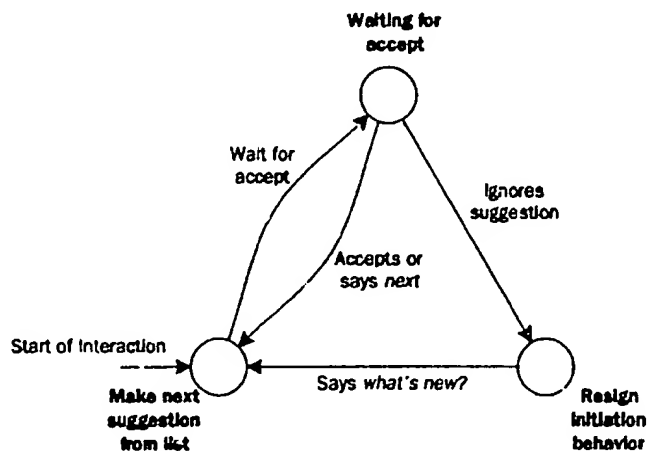 Waiting for
accept
Wait for
accept
Ignores
suggestion
Accepts or
says next
Start of Interaction
Says what's new?
Make next
suggestion
from list
Resign
initiation
behavior